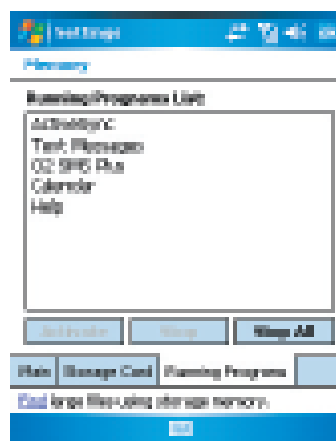 Settings
Memory
Running Programs List:
ActiveSync
Text Messages
O2 SMS Plus
Calendar
Help
Activate Stop Stop All
Main Storage Card Running Programs
Find large files using storage memory.